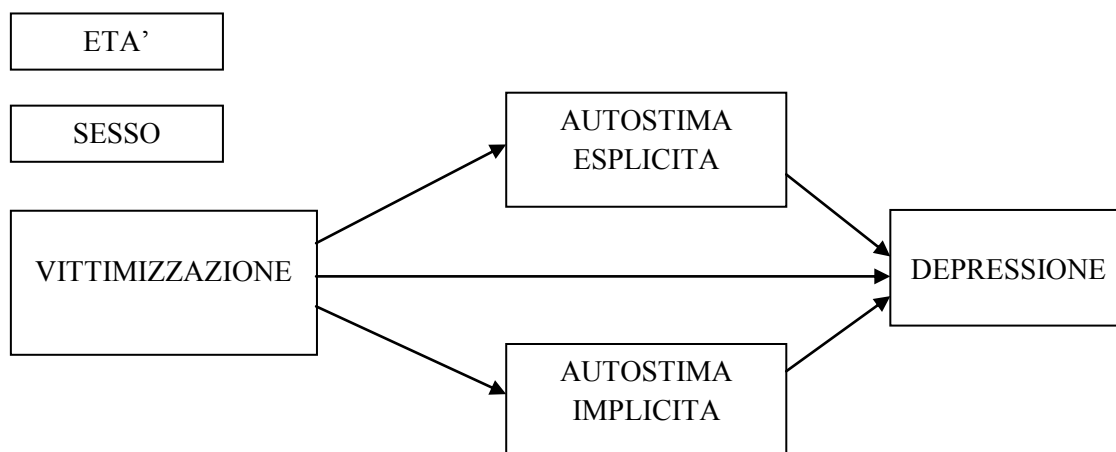 ETA’
SESSO
AUTOSTIMA
ESPLICITA
VITTIMIZZAZIONE
DEPRESSIONE
AUTOSTIMA
IMPLICITA